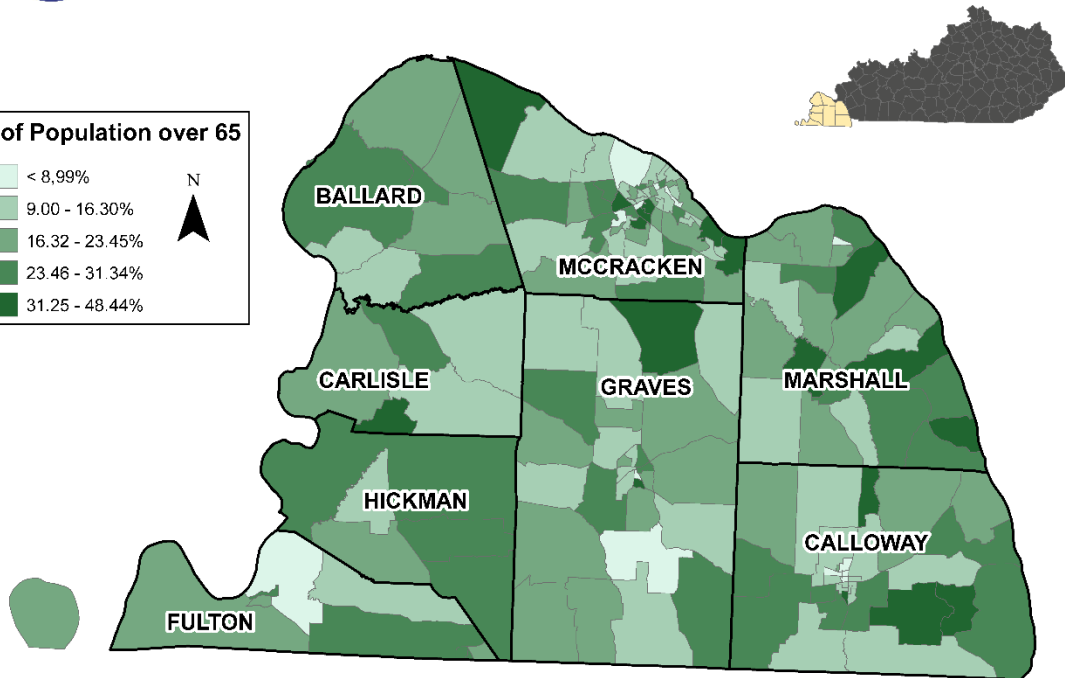 of Population over 65
< 8,99%
9.00 - 16.30%
16.32 - 23.45%
23.46 - 31.34%
31.25 - 48.44%
N
BALLARD
MCCRACKEN
CARLISLE
GRAVES
MARSHALL
HICKMAN
CALLOWAY
FULTON